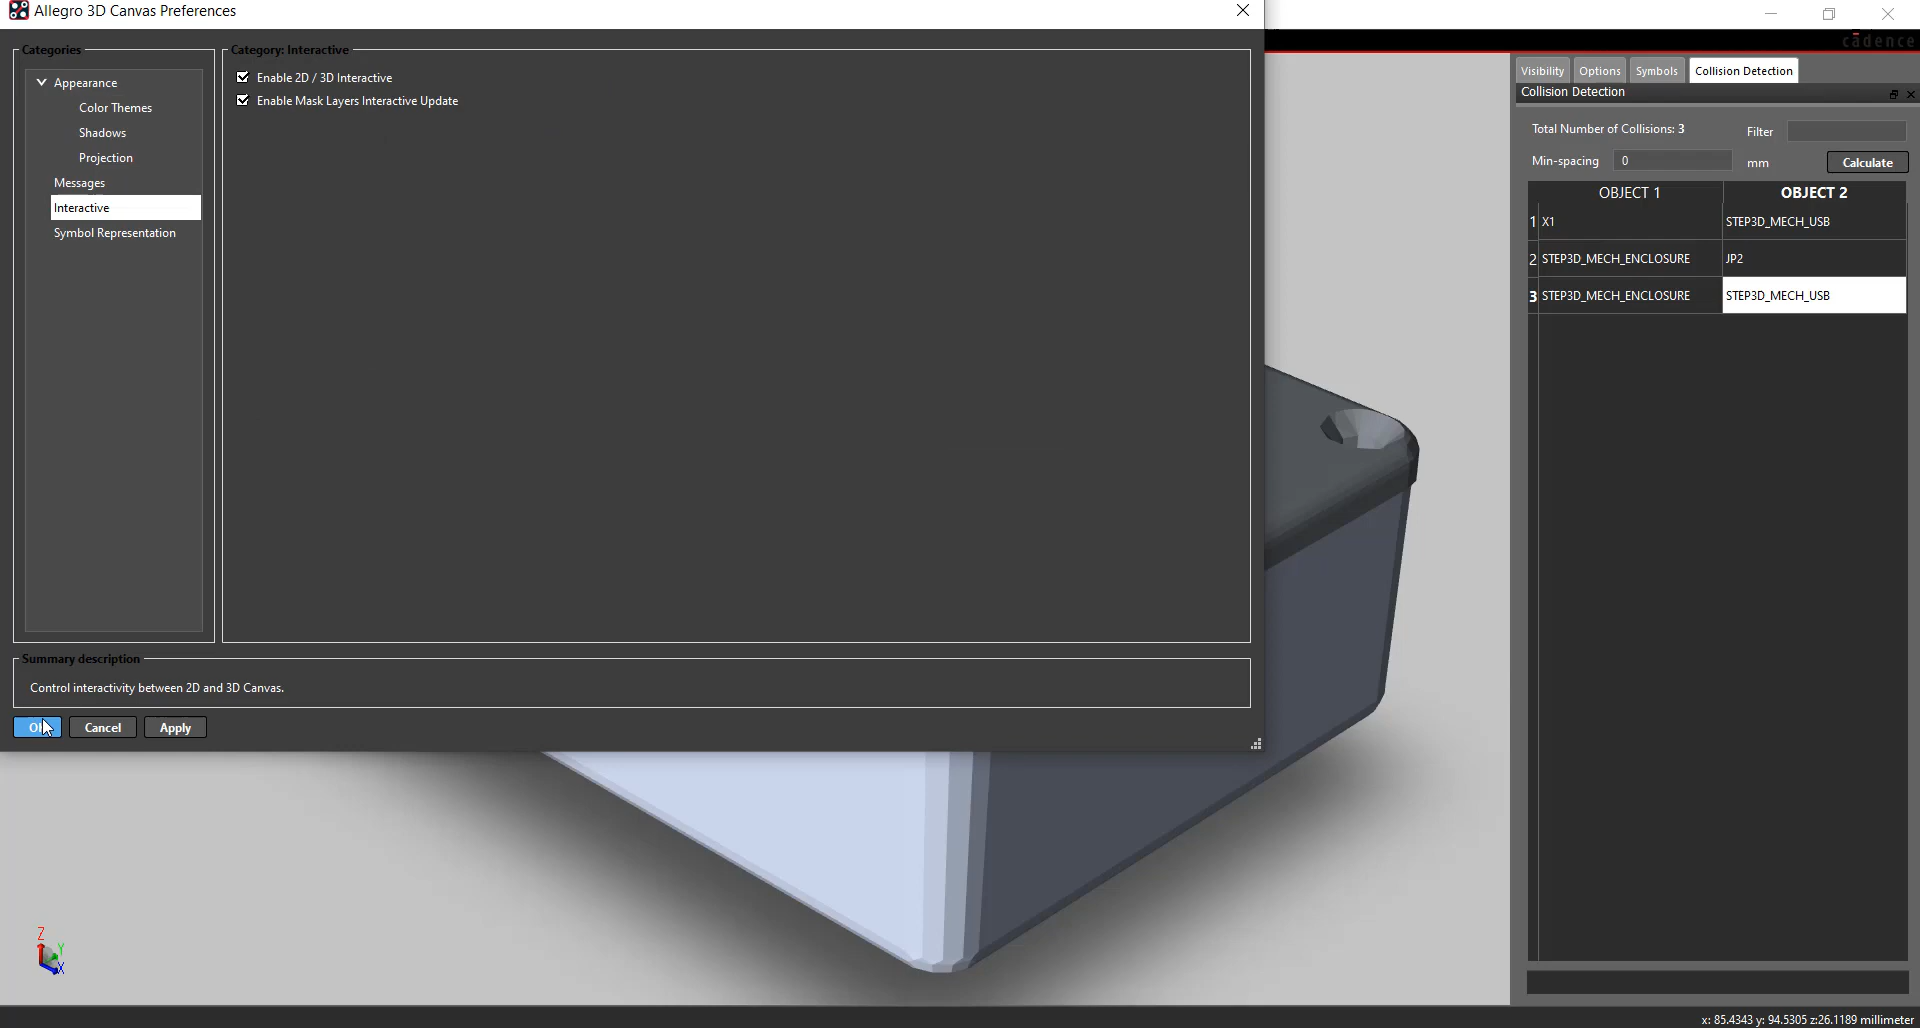 Allegro 3D Canvas Preferences
Categories
Appearance
Color Themes
Shadows
Projection
Messages
Interactive
Symbol Representation
Category: Interactive
Enable 2D / 3D Interactive
Enable Mask Layers Interactive Update
Summary description
Control interactivity between 2D and 3D Canvas.
Cancel
Apply
cādence
Visibility
Options
Symbols
Collision Detection
Collision Detection
Total Number of Collisions: 3
Filter
Min-spacing
0
mm
Calculate
OBJECT 1
OBJECT 2
1 X1 STEP3D_MECH_USB
2 STEP3D_MECH_ENCLOSURE JP2
3 STEP3D_MECH_ENCLOSURE STEP3D_MECH_USB
Z
Y
X
x: 85.4343 y: 94.5305 z:26.1189 millimeter